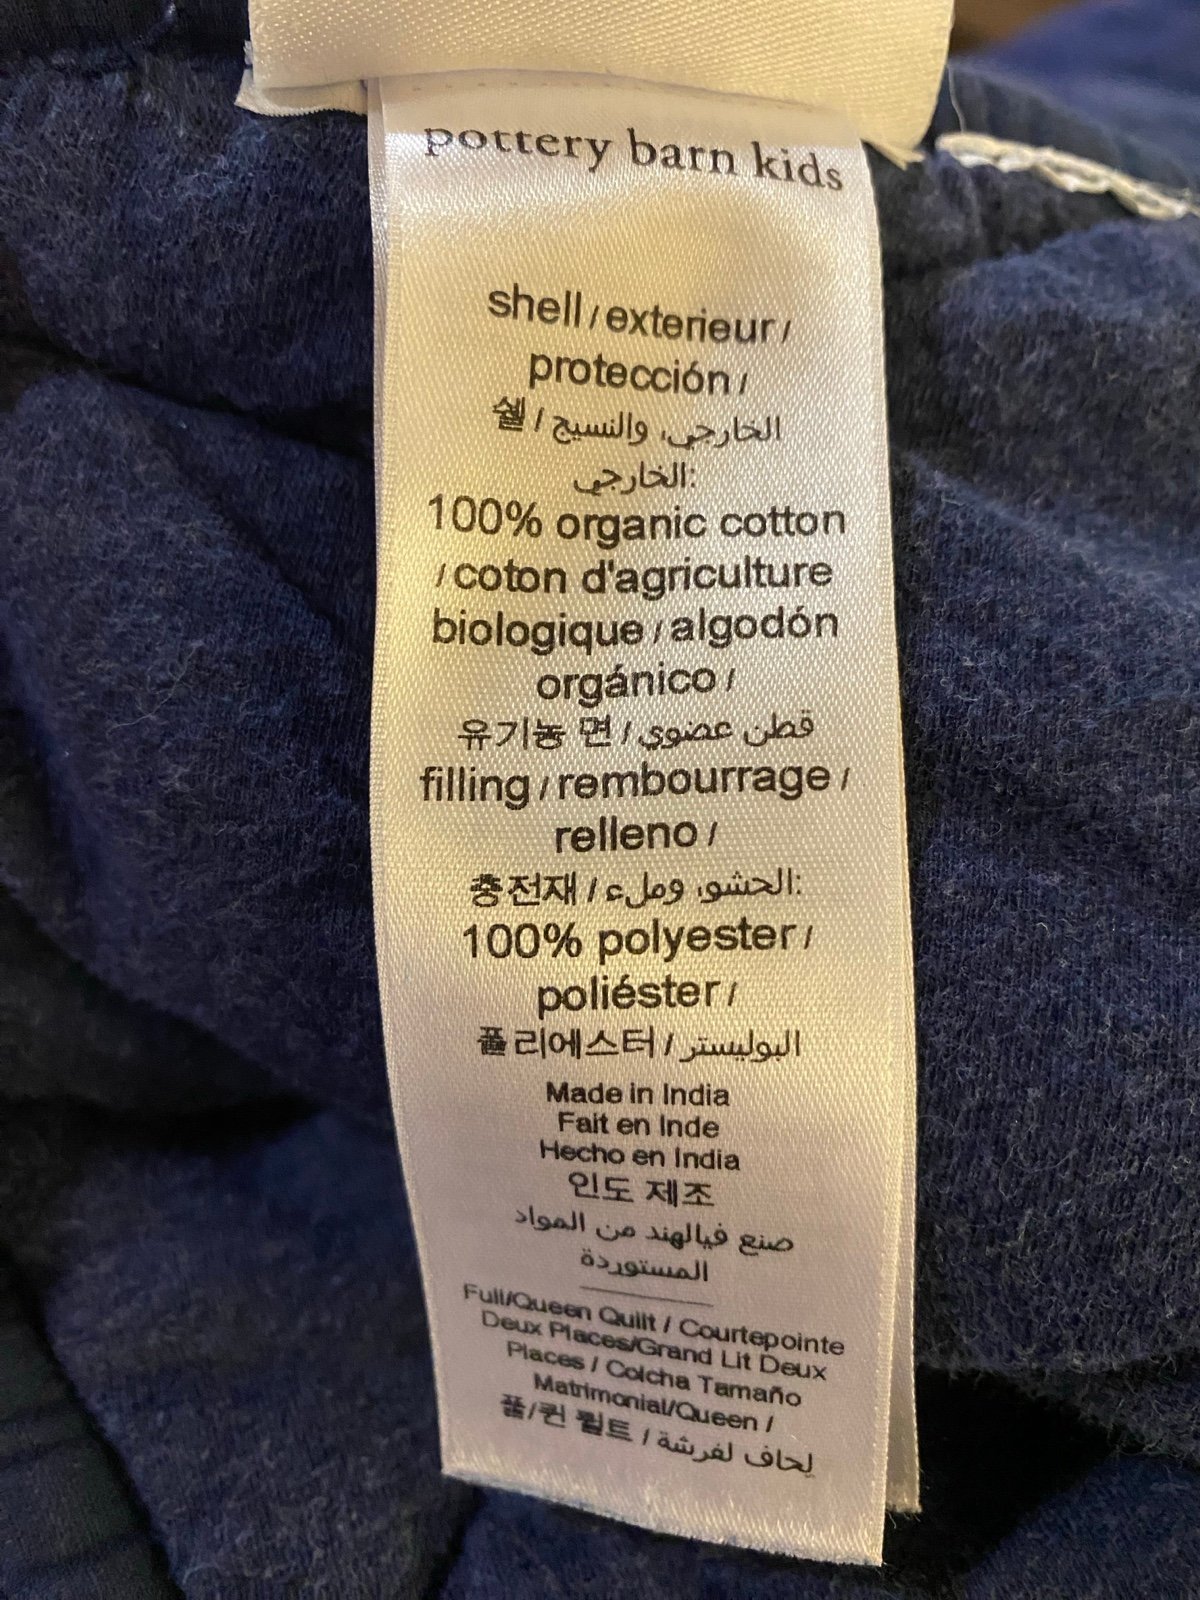 pottery barn kids
shell / exterieur /
protección /
쉘 / الخارجي، والنسيج
الخارجي:
100% organic cotton
/ coton d'agriculture
biologique / algodón
orgánico /
유기농 면 / قطن عضوي
filling / rembourrage /
relleno /
충전재 / الحشو، وملء:
100% polyester /
poliéster /
폴리에스터 / البوليستر
Made in India
Fait en Inde
Hecho en India
인도 제조
صنع فيالهند من المواد
المستوردة
Full/Queen Quilt / Courtepointe
Deux Places/Grand Lit Deux
Places / Colcha Tamaño
Matrimonial/Queen /
풀/퀸 퀼트 / لحاف لفرشة